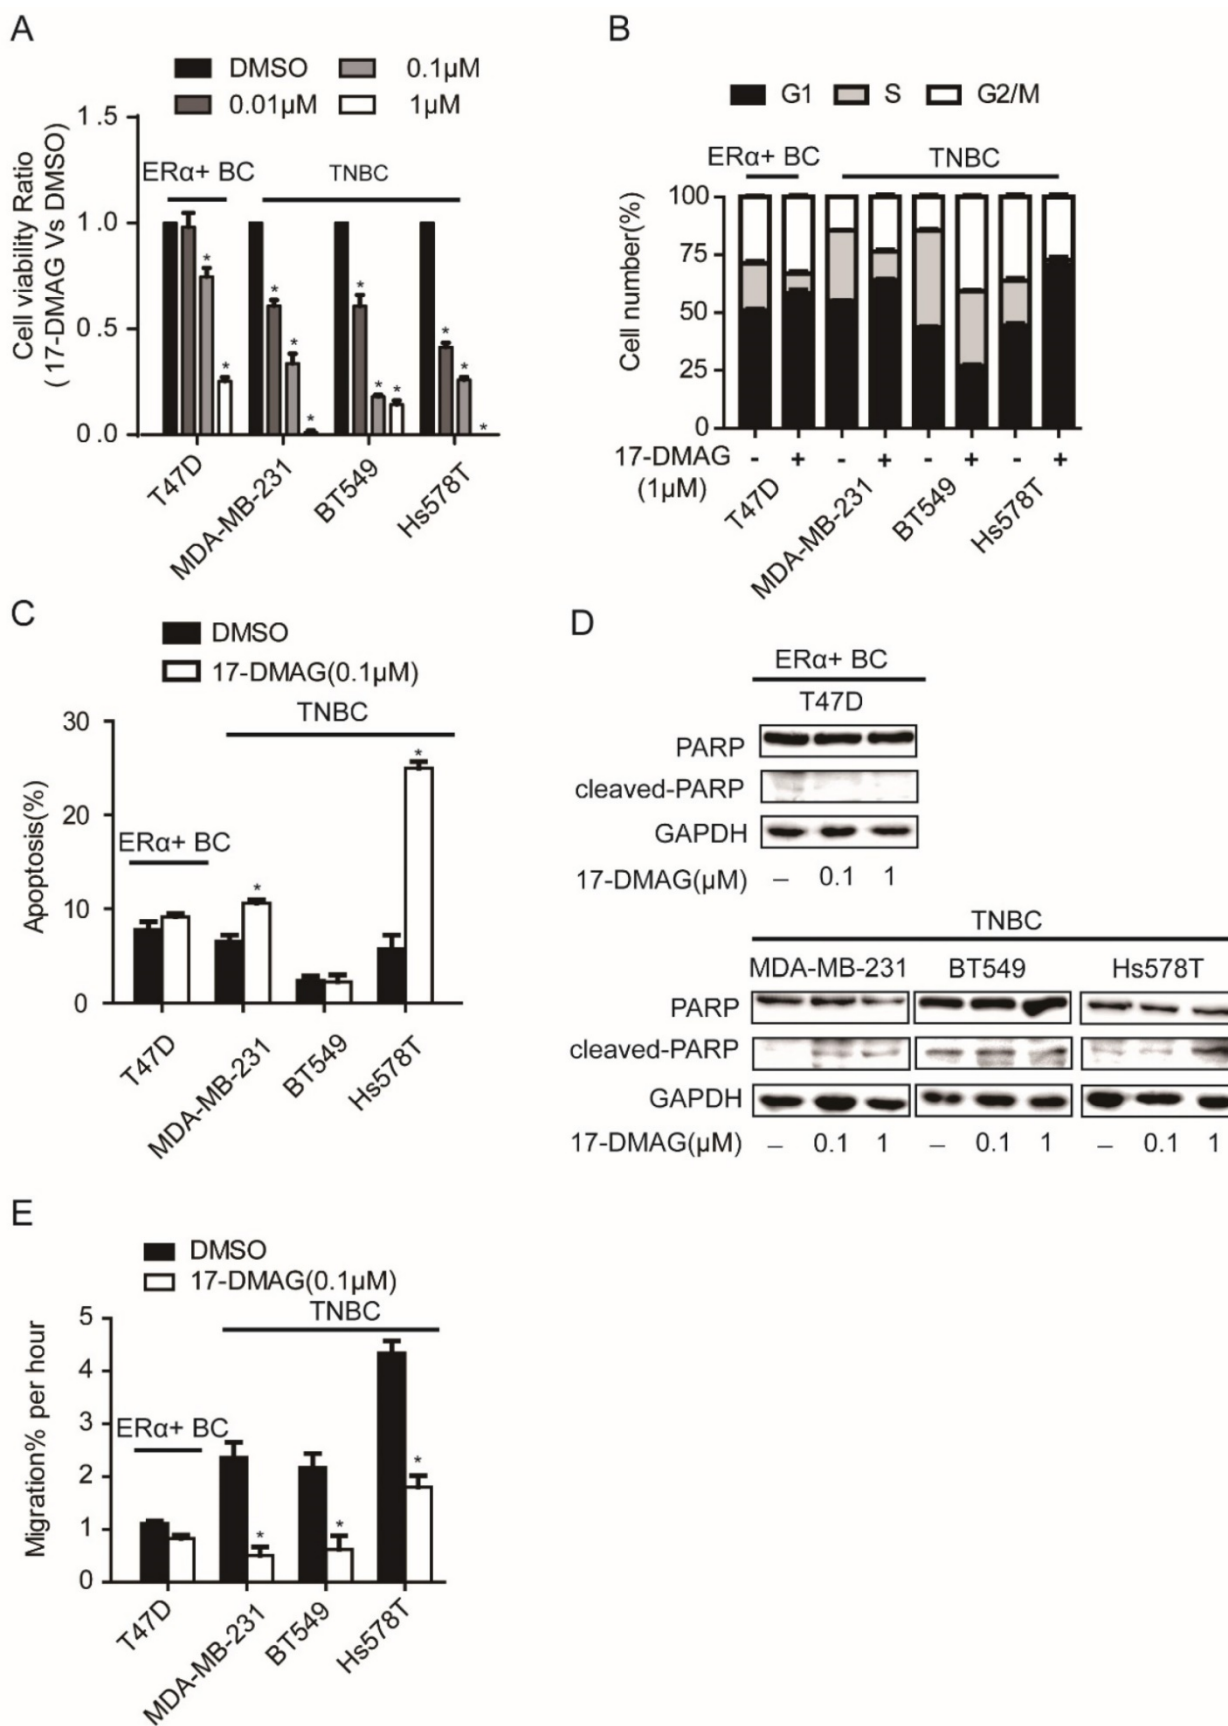 A
DMSO 0.1µM
0.01µM 1µM
Cell viability Ratio
( 17-DMAG Vs DMSO)
1.5
1.0
0.5
0.0
ERα+ BC
TNBC
* * * * * * * * * *
T47D
MDA-MB-231
BT549
Hs578T
B
G1 S G2/M
ERα+ BC
TNBC
Cell number(%)
100
75
50
25
0
17-DMAG - + - + - + - +
(1µM)
T47D
MDA-MB-231
BT549
Hs578T
C
DMSO
17-DMAG(0.1µM)
TNBC
ERα+ BC
Apoptosis(%)
30
20
10
0
* *
T47D
MDA-MB-231
BT549
Hs578T
D
ERα+ BC
T47D
PARP
cleaved-PARP
GAPDH
17-DMAG(µM) – 0.1 1
TNBC
MDA-MB-231 BT549 Hs578T
PARP
cleaved-PARP
GAPDH
17-DMAG(µM) – 0.1 1 – 0.1 1 – 0.1 1
E
DMSO
17-DMAG(0.1µM)
TNBC
ERα+ BC
Migration% per hour
5
4
3
2
1
0
* * *
T47D
MDA-MB-231
BT549
Hs578T